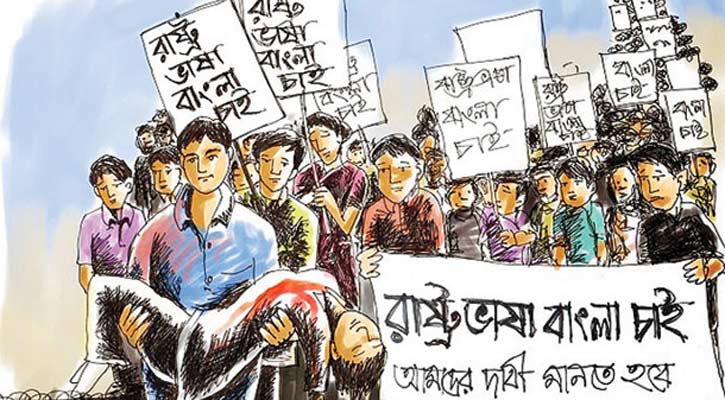 রাষ্ট্র
ভাষা
বাংলা
চাই
রাষ্ট্র
ভাষা
বাংলা
চাই
বাংলা
চাই
রাষ্ট্রভাষা
বাংলা
চাই
রাষ্ট্র
ভাষা
বাংলা
চাই
বাংলা
চাই
বাংলা
চাই
রাষ্ট্রভাষা বাংলা চাই
আমাদের দাবী মানতে হবে